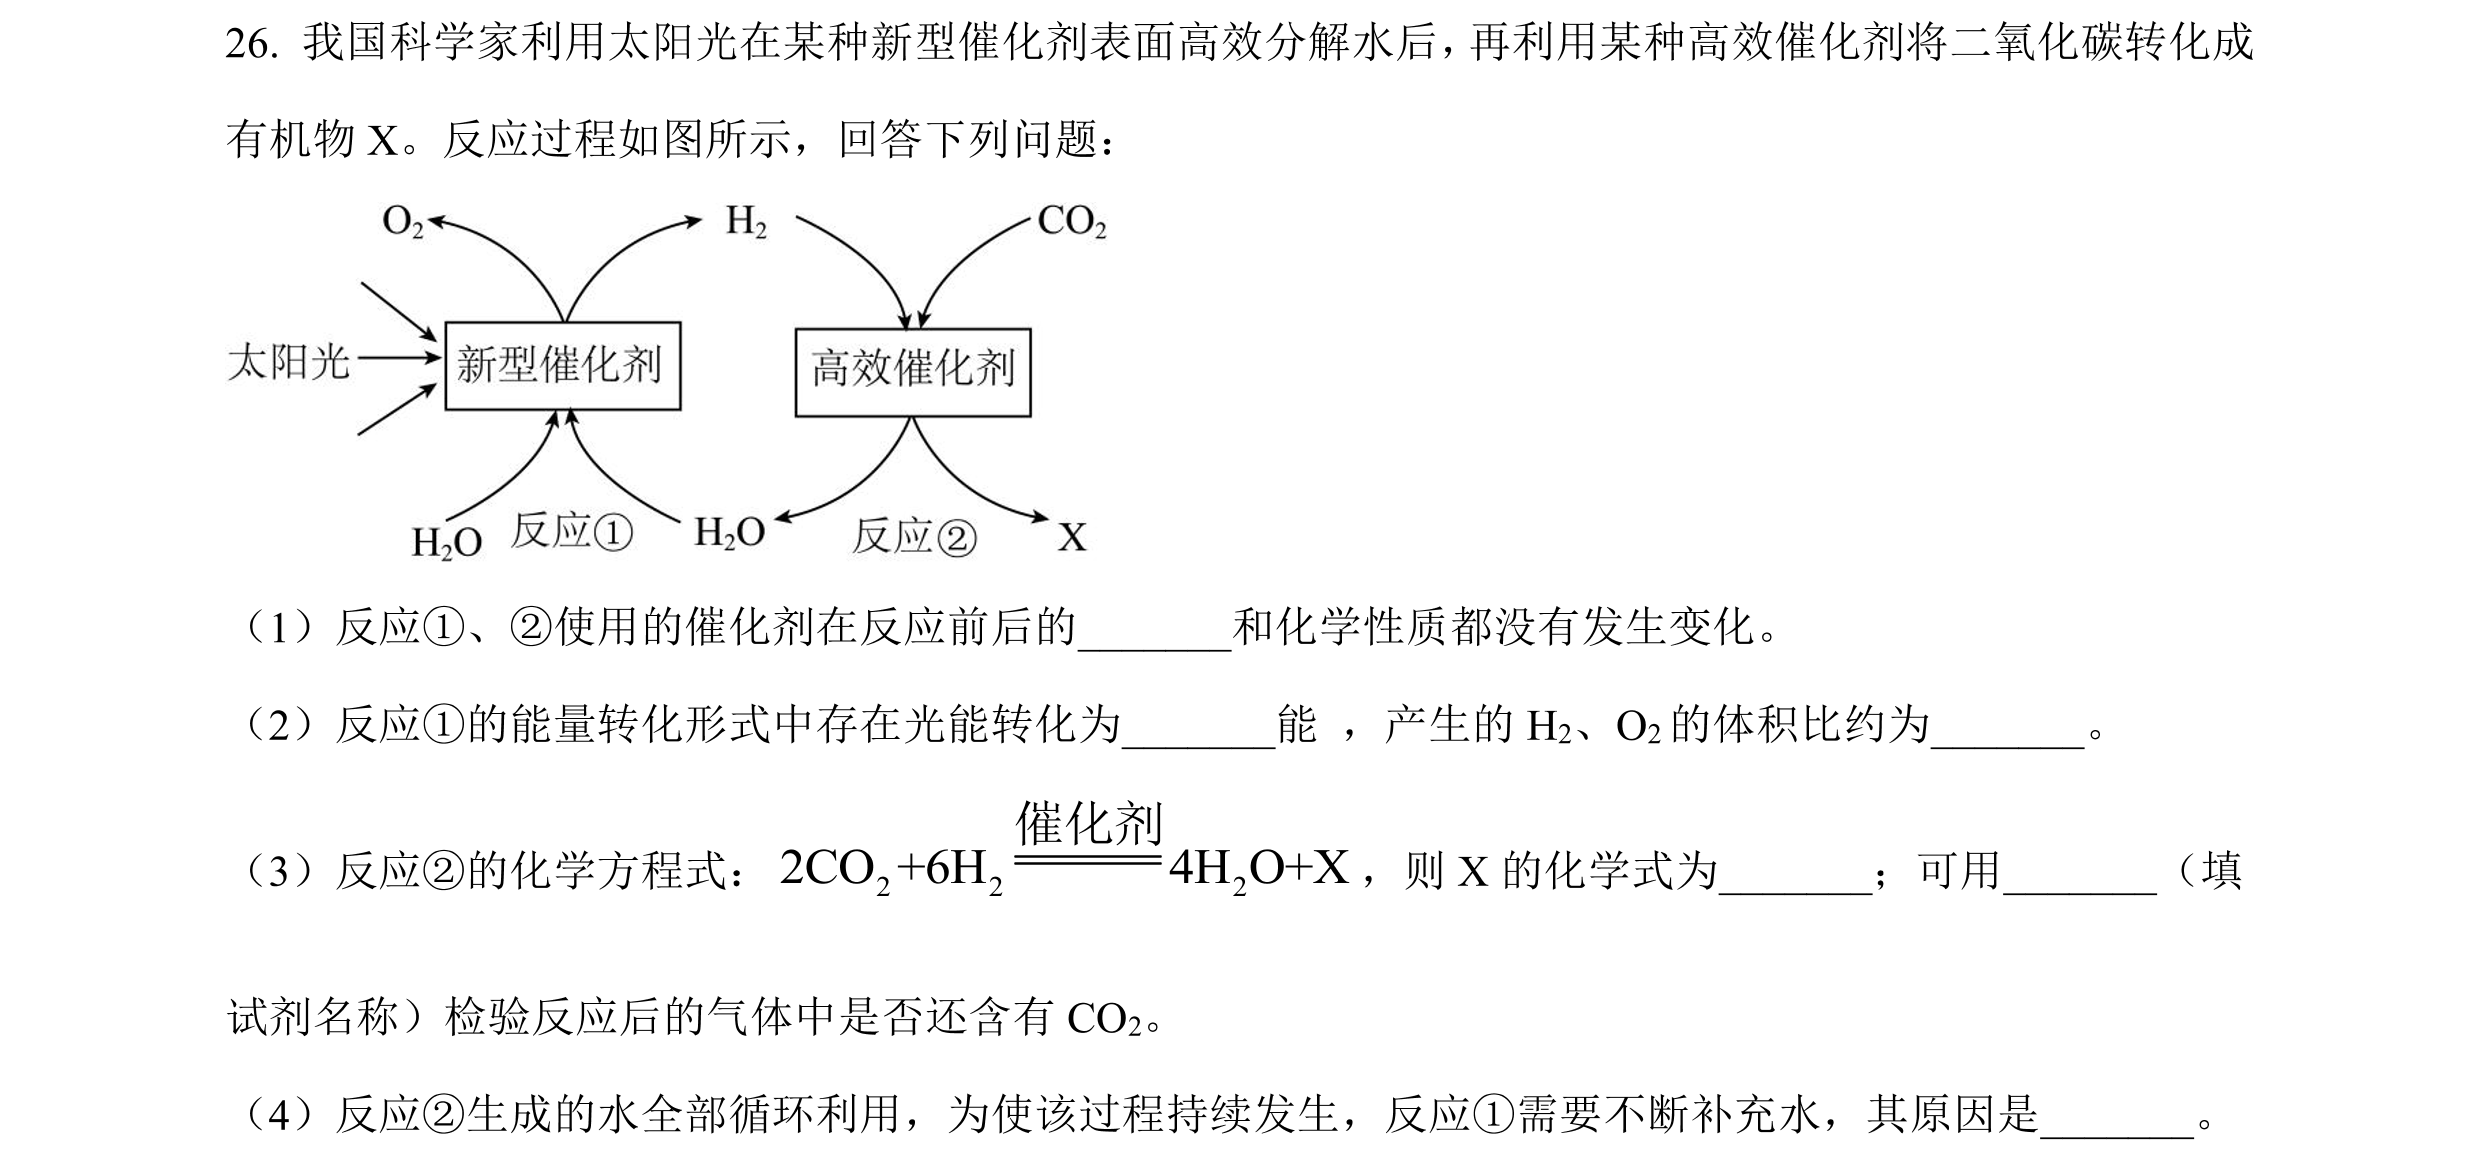 26. 我国科学家利用太阳光在某种新型催化剂表面高效分解水后，再利用某种高效催化剂将二氧化碳转化成
有机物 X。反应过程如图所示，回答下列问题：
O₂ H₂ CO₂
太阳光 新型催化剂 高效催化剂
H₂O 反应① H₂O 反应② X
（1）反应①、②使用的催化剂在反应前后的_______和化学性质都没有发生变化。
（2）反应①的能量转化形式中存在光能转化为_______能 ，产生的 H₂、O₂ 的体积比约为_______。
催化剂
（3）反应②的化学方程式：2CO₂+6H₂ ═══ 4H₂O+X，则 X 的化学式为_______；可用_______（填
试剂名称）检验反应后的气体中是否还含有 CO₂。
（4）反应②生成的水全部循环利用，为使该过程持续发生，反应①需要不断补充水，其原因是_______。